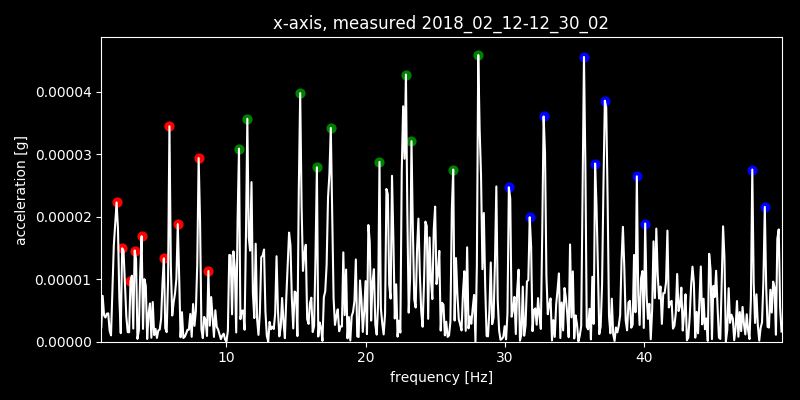 x-axis, measured 2018_02_12-12_30_02
acceleration [g]
0.00004
0.00003
0.00002
0.00001
0.00000
10 20 30 40
frequency [Hz]